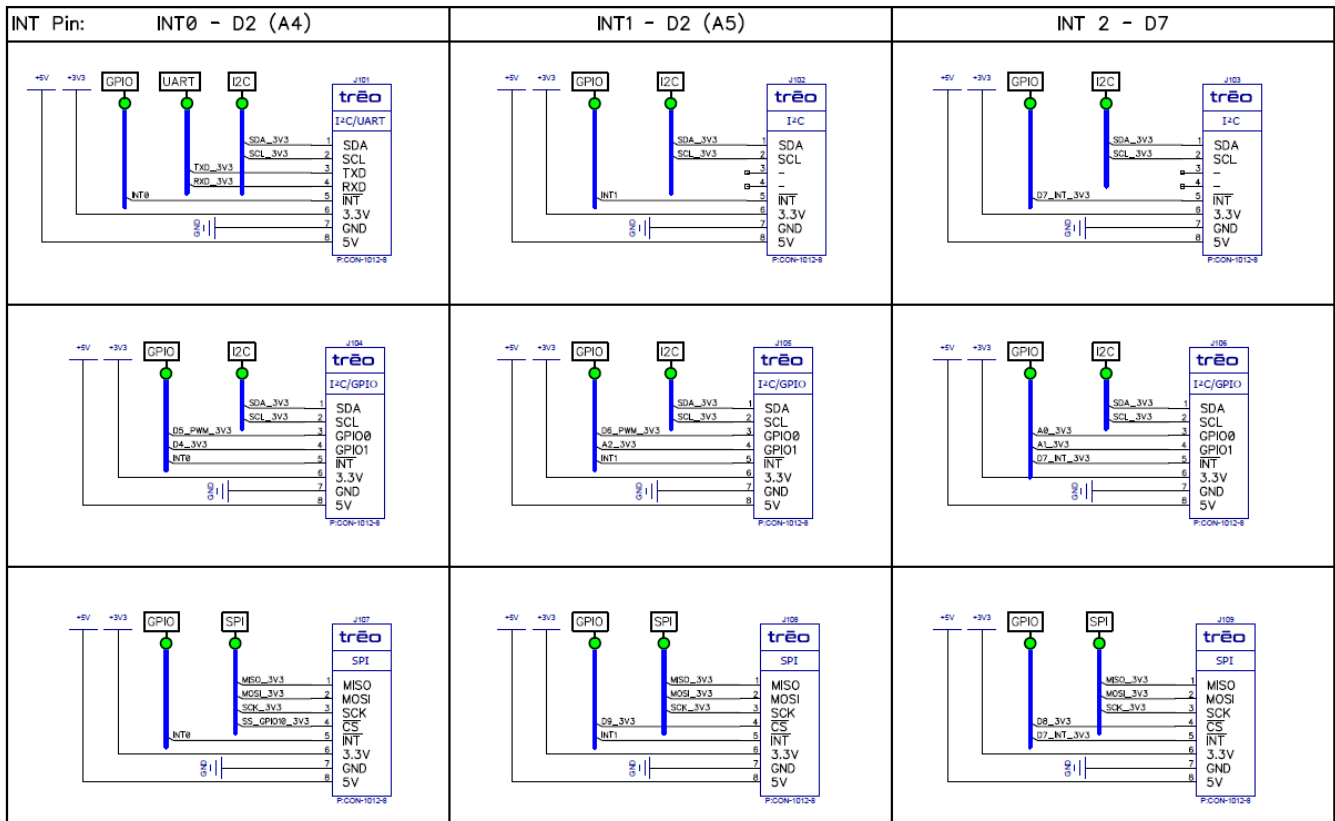 INT Pin: INT0 - D2 (A4)
INT1 - D2 (A5)
INT 2 - D7
+5V +3V3 GPIO UART I2C
J101
trēo
I²C/UART
SDA_3V3 1 SDA
SCL_3V3 2 SCL
TXD_3V3 3 TXD
RXD_3V3 4 RXD
INT0 5 INT
6 3.3V
GND 7 GND
8 5V
P:CON-1012-8
+5V +3V3 GPIO I2C
J102
trēo
I²C
SDA_3V3 1 SDA
SCL_3V3 2 SCL
3 -
4 -
INT1 5 INT
6 3.3V
GND 7 GND
8 5V
P:CON-1012-8
+5V +3V3 GPIO I2C
J103
trēo
I²C
SDA_3V3 1 SDA
SCL_3V3 2 SCL
3 -
4 -
D7_INT_3V3 5 INT
6 3.3V
GND 7 GND
8 5V
P:CON-1012-8
+5V +3V3 GPIO I2C
J104
trēo
I²C/GPIO
SDA_3V3 1 SDA
SCL_3V3 2 SCL
D5_PWM_3V3 3 GPIO0
D4_3V3 4 GPIO1
INT0 5 INT
6 3.3V
GND 7 GND
8 5V
P:CON-1012-8
+5V +3V3 GPIO I2C
J105
trēo
I²C/GPIO
SDA_3V3 1 SDA
SCL_3V3 2 SCL
D6_PWM_3V3 3 GPIO0
A2_3V3 4 GPIO1
INT1 5 INT
6 3.3V
GND 7 GND
8 5V
P:CON-1012-8
+5V +3V3 GPIO I2C
J106
trēo
I²C/GPIO
SDA_3V3 1 SDA
SCL_3V3 2 SCL
A0_3V3 3 GPIO0
A1_3V3 4 GPIO1
D7_INT_3V3 5 INT
6 3.3V
GND 7 GND
8 5V
P:CON-1012-8
+5V +3V3 GPIO SPI
J107
trēo
SPI
MISO_3V3 1 MISO
MOSI_3V3 2 MOSI
SCK_3V3 3 SCK
SS_GPIO10_3V3 4 CS
INT0 5 INT
6 3.3V
GND 7 GND
8 5V
P:CON-1012-8
+5V +3V3 GPIO SPI
J108
trēo
SPI
MISO_3V3 1 MISO
MOSI_3V3 2 MOSI
SCK_3V3 3 SCK
D9_3V3 4 CS
INT1 5 INT
6 3.3V
GND 7 GND
8 5V
P:CON-1012-8
+5V +3V3 GPIO SPI
J109
trēo
SPI
MISO_3V3 1 MISO
MOSI_3V3 2 MOSI
SCK_3V3 3 SCK
D8_3V3 4 CS
D7_INT_3V3 5 INT
6 3.3V
GND 7 GND
8 5V
P:CON-1012-8